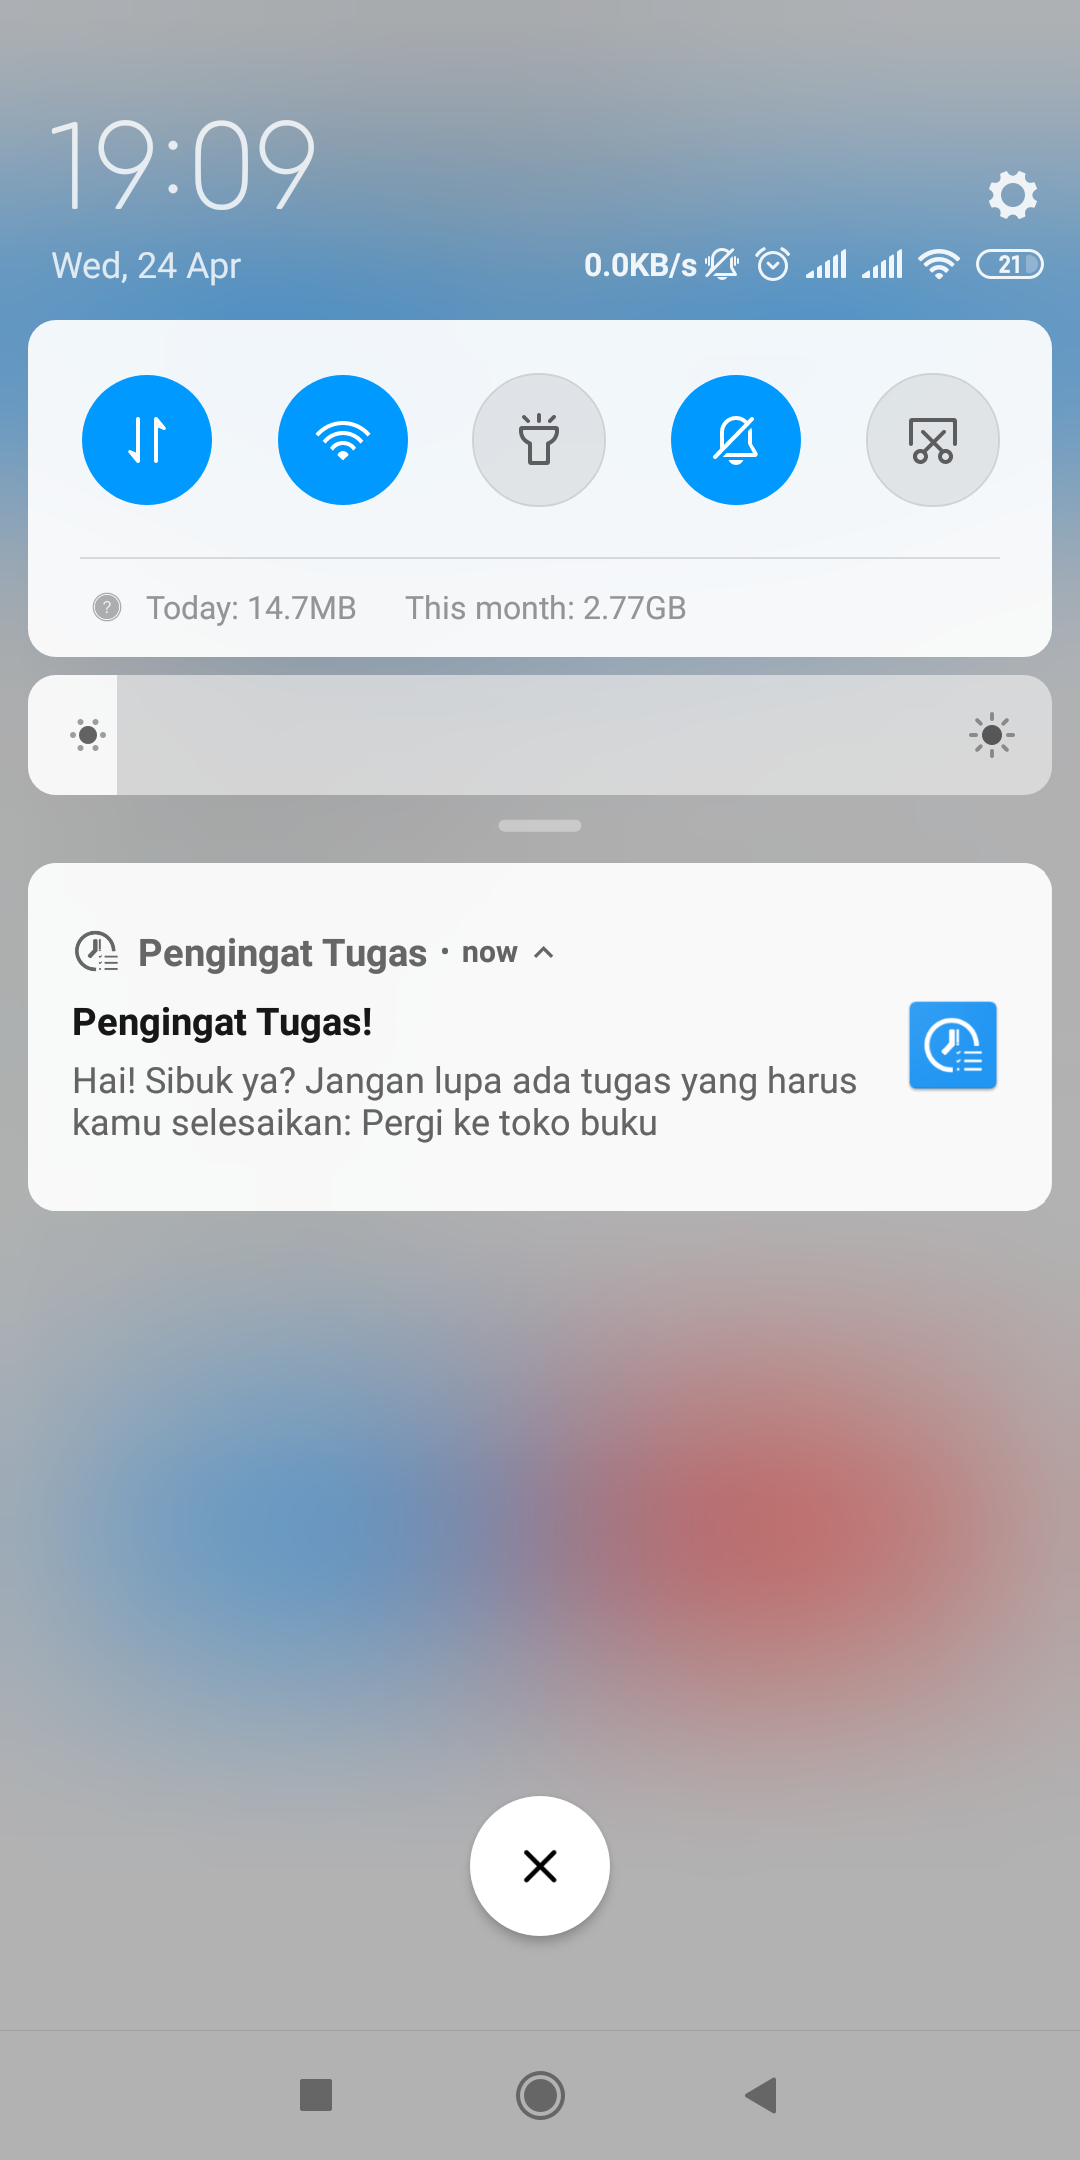 19:09
Wed, 24 Apr
0.0KB/s
21
Today: 14.7MB This month: 2.77GB
Pengingat Tugas • now
Pengingat Tugas!
Hai! Sibuk ya? Jangan lupa ada tugas yang harus
kamu selesaikan: Pergi ke toko buku